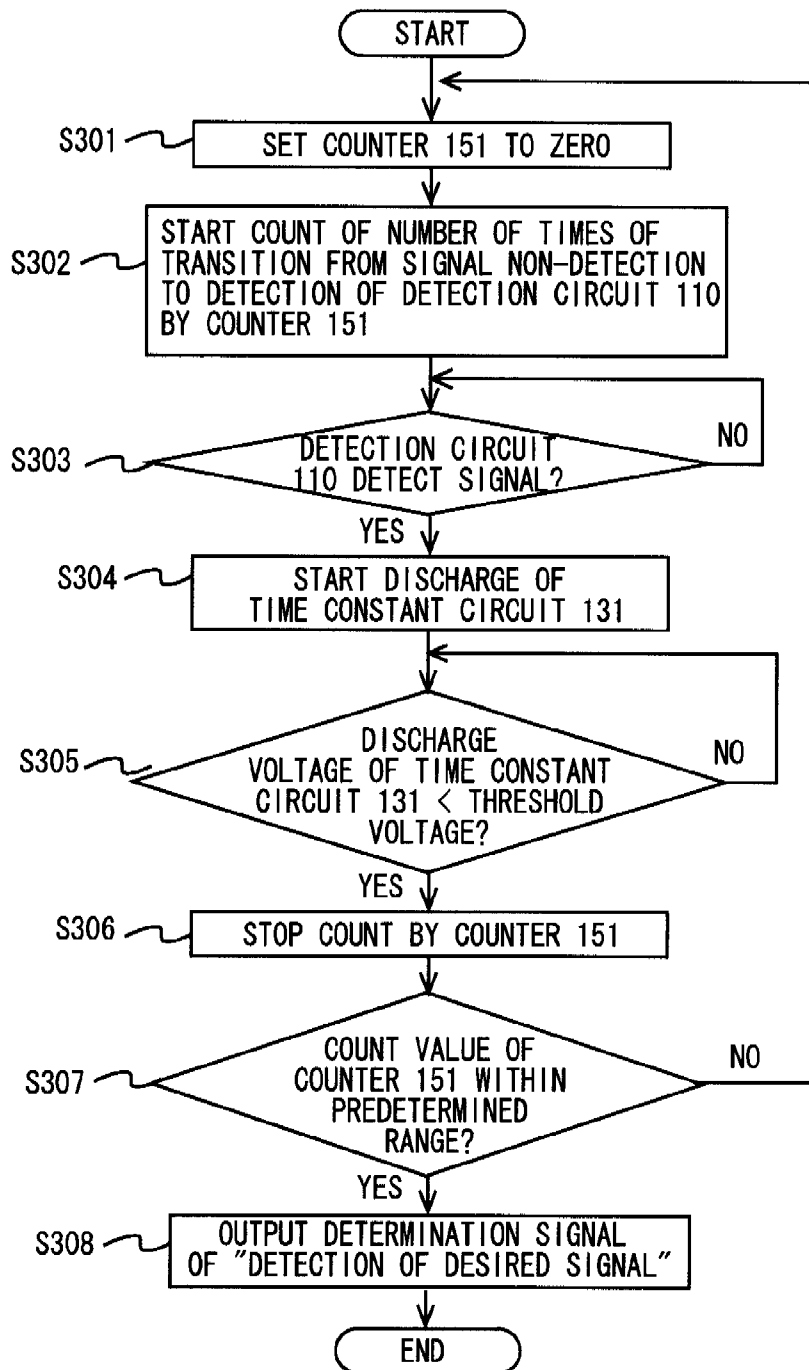 START
S301
SET COUNTER 151 TO ZERO
S302
START COUNT OF NUMBER OF TIMES OF
TRANSITION FROM SIGNAL NON-DETECTION
TO DETECTION OF DETECTION CIRCUIT 110
BY COUNTER 151
S303
DETECTION CIRCUIT
110 DETECT SIGNAL?
NO
YES
S304
START DISCHARGE OF
TIME CONSTANT CIRCUIT 131
S305
DISCHARGE
VOLTAGE OF TIME CONSTANT
CIRCUIT 131 < THRESHOLD
VOLTAGE?
NO
YES
S306
STOP COUNT BY COUNTER 151
S307
COUNT VALUE OF
COUNTER 151 WITHIN
PREDETERMINED
RANGE?
NO
YES
S308
OUTPUT DETERMINATION SIGNAL
OF "DETECTION OF DESIRED SIGNAL"
END